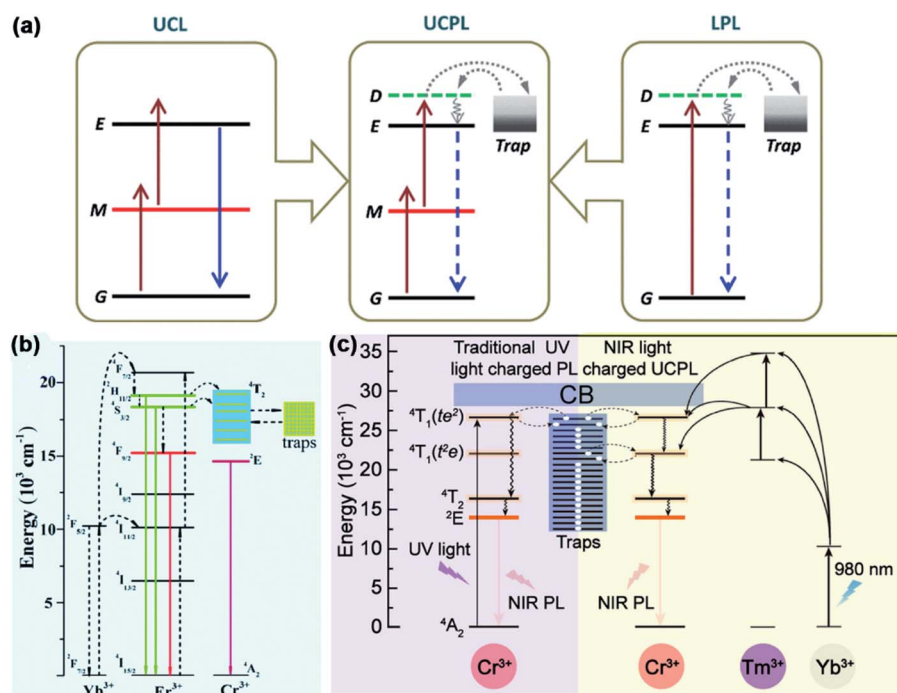 (a)
UCL
UCPL
LPL
E
M
G
D
E
M
G
Trap
D
E
G
Trap
(b)
Energy (10³ cm⁻¹)
20
15
10
5
0
²F₅/₂
²F₇/₂
⁴F₇/₂
²H₁₁/₂
⁴S₃/₂
⁴F₉/₂
⁴I₉/₂
⁴I₁₁/₂
⁴I₁₃/₂
⁴I₁₅/₂
⁴T₂
traps
²E
⁴A₂
Yb³⁺
Er³⁺
Cr³⁺
(c)
Energy (10³ cm⁻¹)
35
30
25
20
15
10
5
0
Traditional UV
light charged PL
NIR light
charged UCPL
CB
⁴T₁(te²)
⁴T₁(t²e)
⁴T₂
²E
Traps
UV light
NIR PL
NIR PL
980 nm
⁴A₂
Cr³⁺
Cr³⁺
Tm³⁺
Yb³⁺